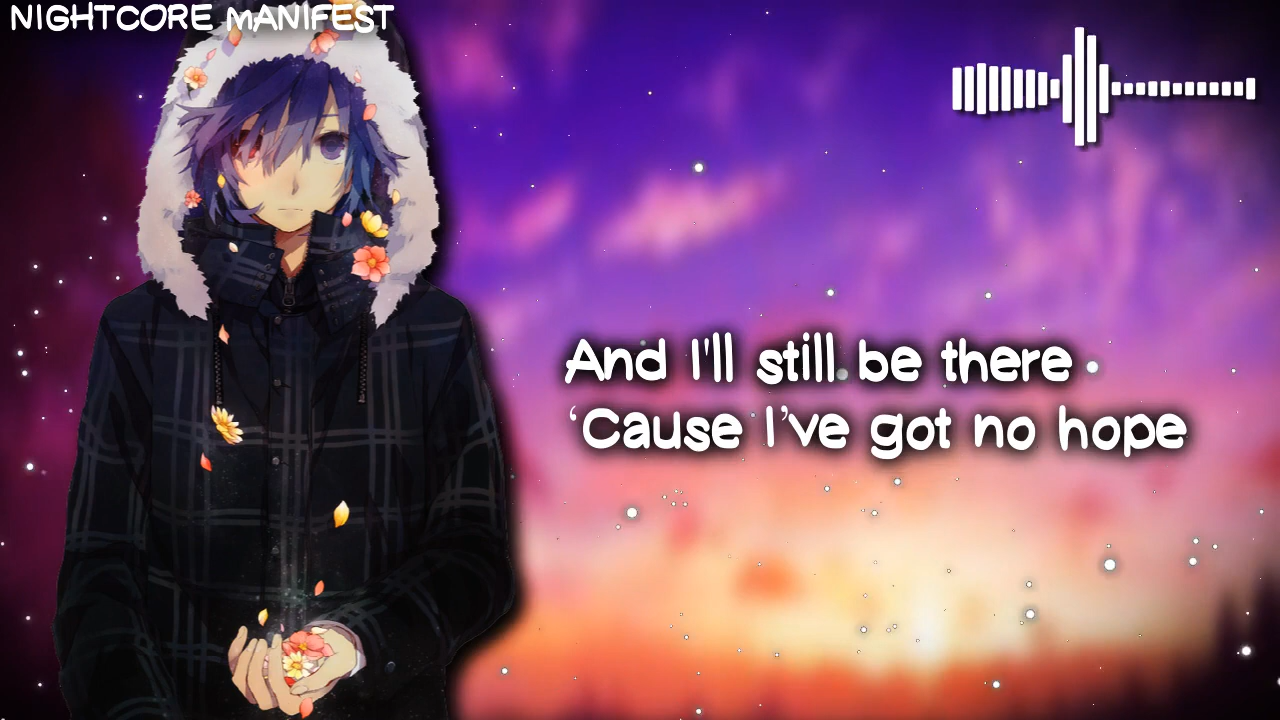 NIGHTCORE MANIFEST
And I'll still be there
‘Cause I’ve got no hope